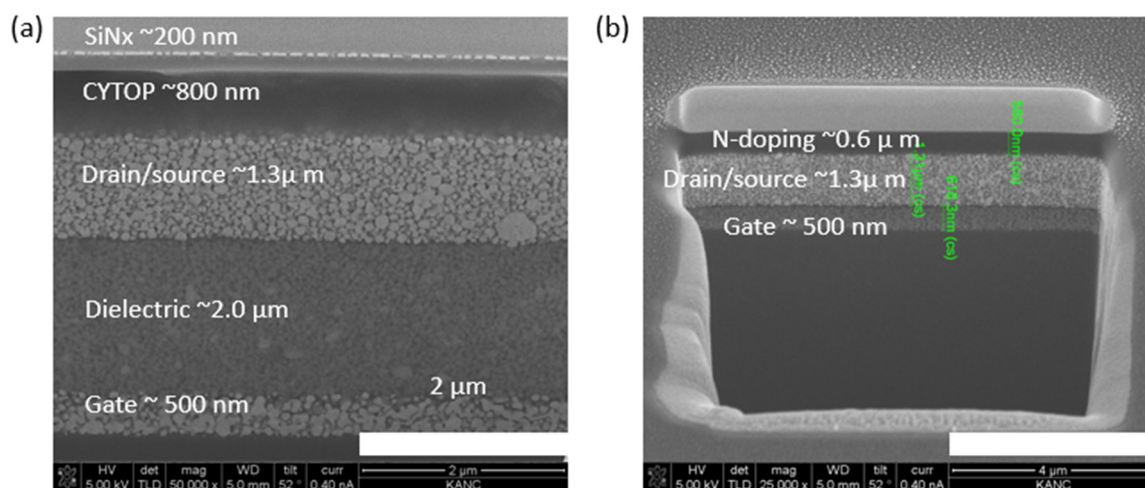 (a)
SiNx ~200 nm
CYTOP ~800 nm
Drain/source ~1.3μ m
Dielectric ~2.0 μm
2 μm
Gate ~ 500 nm
HV det mag WD tilt curr
5.00 kV TLD 50 000 x 5.0 mm 52° 0.40 nA
2 μm
KANC
(b)
N-doping ~0.6 μ m
Drain/source ~1.3μ m
Gate ~ 500 nm
HV det mag WD tilt curr
5.00 kV TLD 25 000 x 5.0 mm 52° 0.40 nA
4 μm
KANC